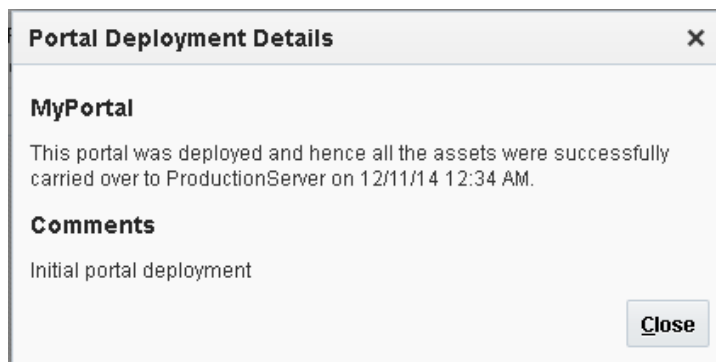 Portal Deployment Details
MyPortal
This portal was deployed and hence all the assets were successfully
carried over to ProductionServer on 12/11/14 12:34 AM.
Comments
Initial portal deployment
Close